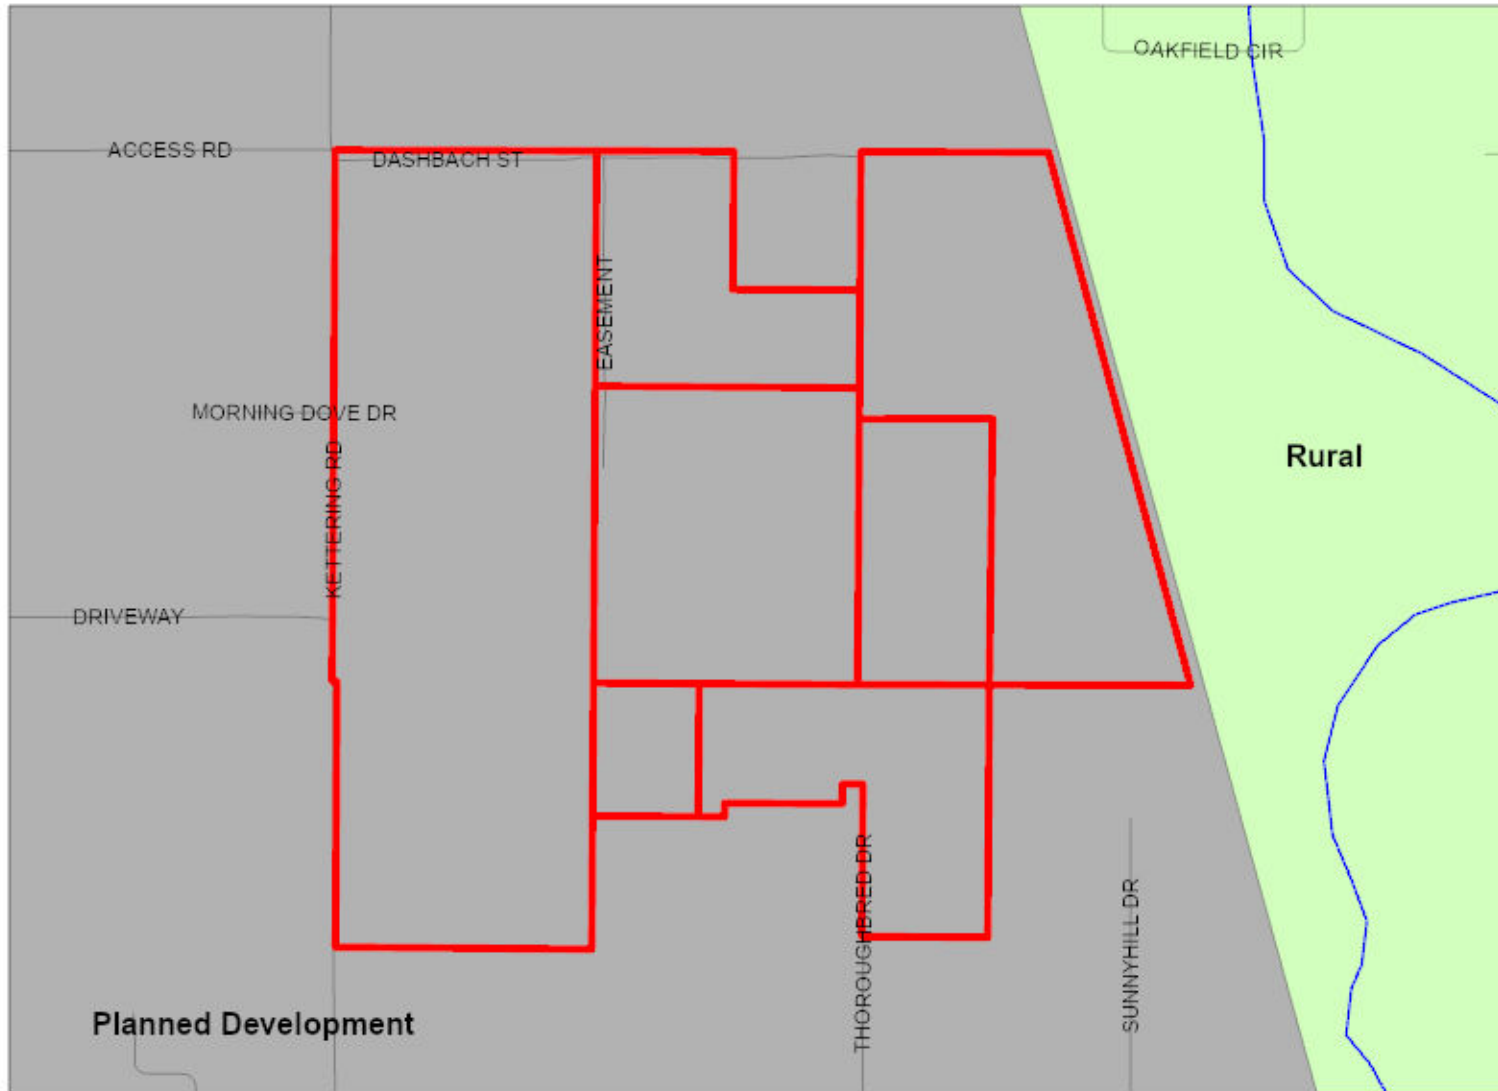 OAKFIELD CIR
ACCESS RD
DASHBACH ST
EASEMENT
MORNING DOVE DR
KETTERING RD
Rural
DRIVEWAY
THOROUGHBRED DR
SUNNYHILL DR
Planned Development